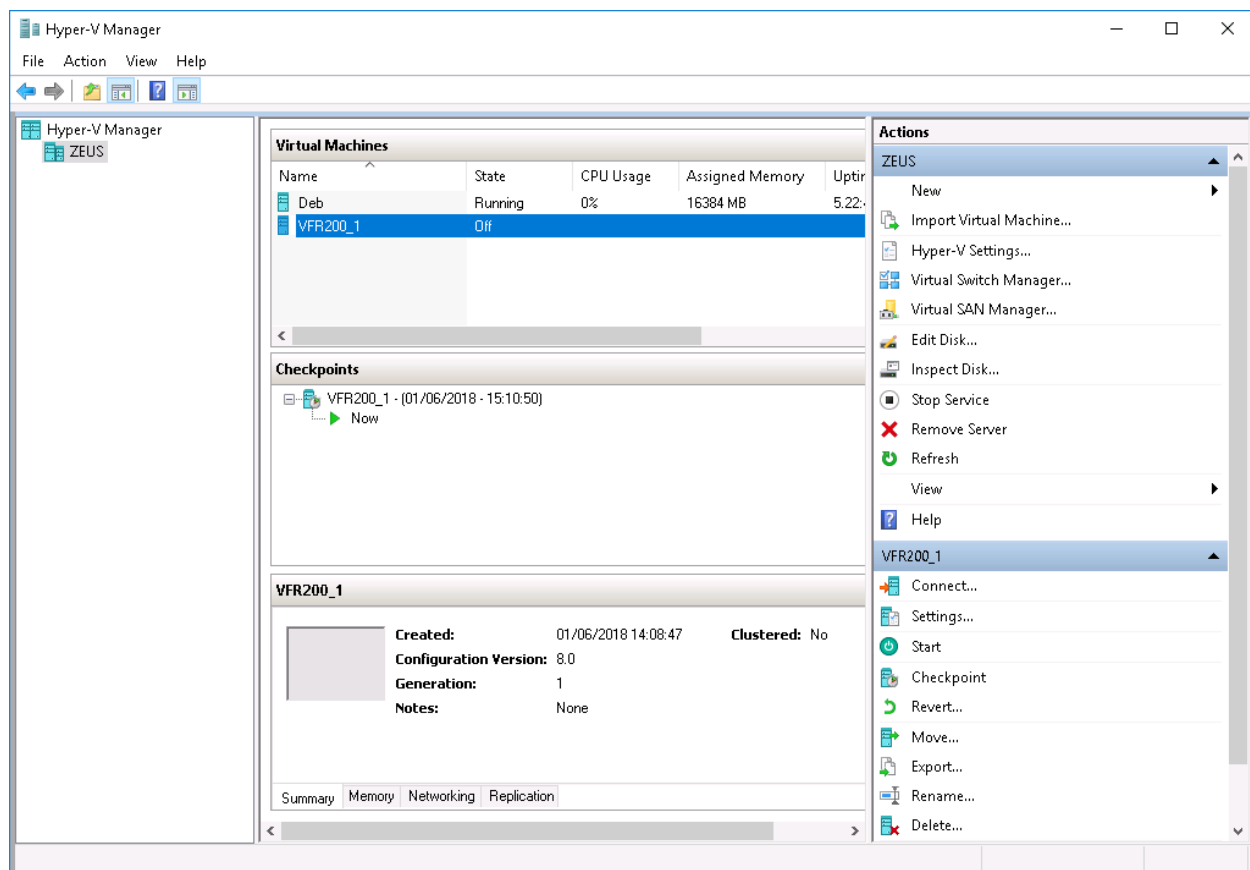 Hyper-V Manager
File Action View Help
Hyper-V Manager
ZEUS
Virtual Machines
Name State CPU Usage Assigned Memory Uptir
Deb Running 0% 16384 MB 5.22:
VFR200_1 Off
Checkpoints
VFR200_1 - (01/06/2018 - 15:10:50)
Now
VFR200_1
Created: 01/06/2018 14:08:47 Clustered: No
Configuration Version: 8.0
Generation: 1
Notes: None
Summary Memory Networking Replication
Actions
ZEUS
New
Import Virtual Machine...
Hyper-V Settings...
Virtual Switch Manager...
Virtual SAN Manager...
Edit Disk...
Inspect Disk...
Stop Service
Remove Server
Refresh
View
Help
VFR200_1
Connect...
Settings...
Start
Checkpoint
Revert...
Move...
Export...
Rename...
Delete...